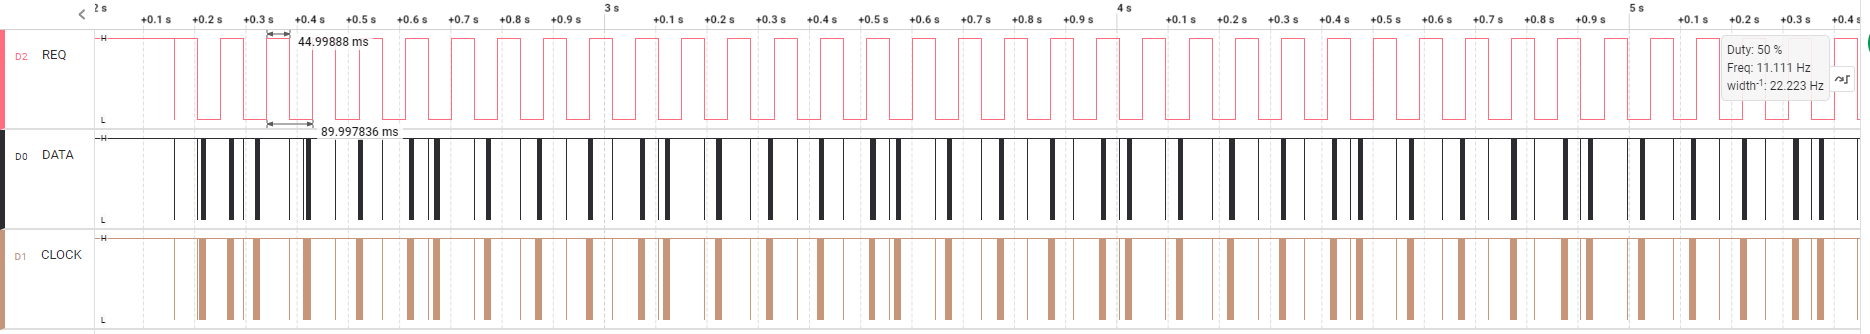 2 s
+0.1 s +0.2 s +0.3 s +0.4 s +0.5 s +0.6 s +0.7 s +0.8 s +0.9 s
3 s
+0.1 s +0.2 s +0.3 s +0.4 s +0.5 s +0.6 s +0.7 s +0.8 s +0.9 s
4 s
+0.1 s +0.2 s +0.3 s +0.4 s +0.5 s +0.6 s +0.7 s +0.8 s +0.9 s
5 s
+0.1 s +0.2 s +0.3 s +0.4 s
D2 REQ
H
L
44.99888 ms
89.997836 ms
Duty: 50 %
Freq: 11.111 Hz
width-1: 22.223 Hz
D0 DATA
H
L
D1 CLOCK
H
L